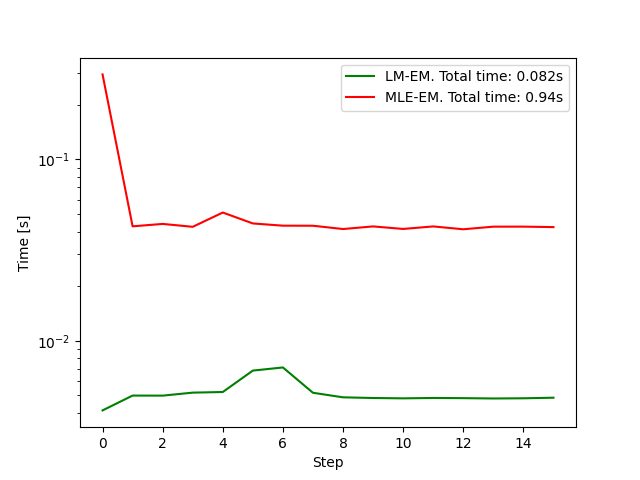 LM-EM. Total time: 0.082s
MLE-EM. Total time: 0.94s
10⁻¹
10⁻²
Time [s]
0 2 4 6 8 10 12 14
Step